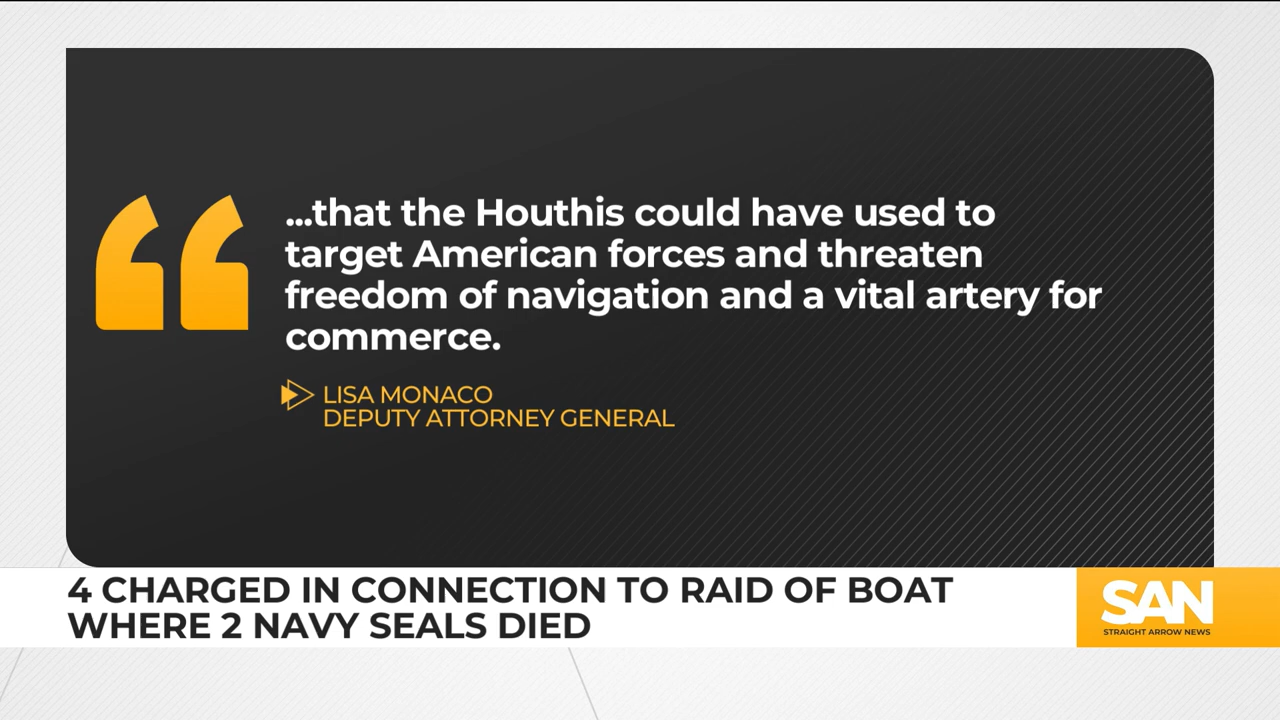 ...that the Houthis could have used to
target American forces and threaten
freedom of navigation and a vital artery for
commerce.
LISA MONACO
DEPUTY ATTORNEY GENERAL
4 CHARGED IN CONNECTION TO RAID OF BOAT
WHERE 2 NAVY SEALS DIED
SAN
STRAIGHT ARROW NEWS